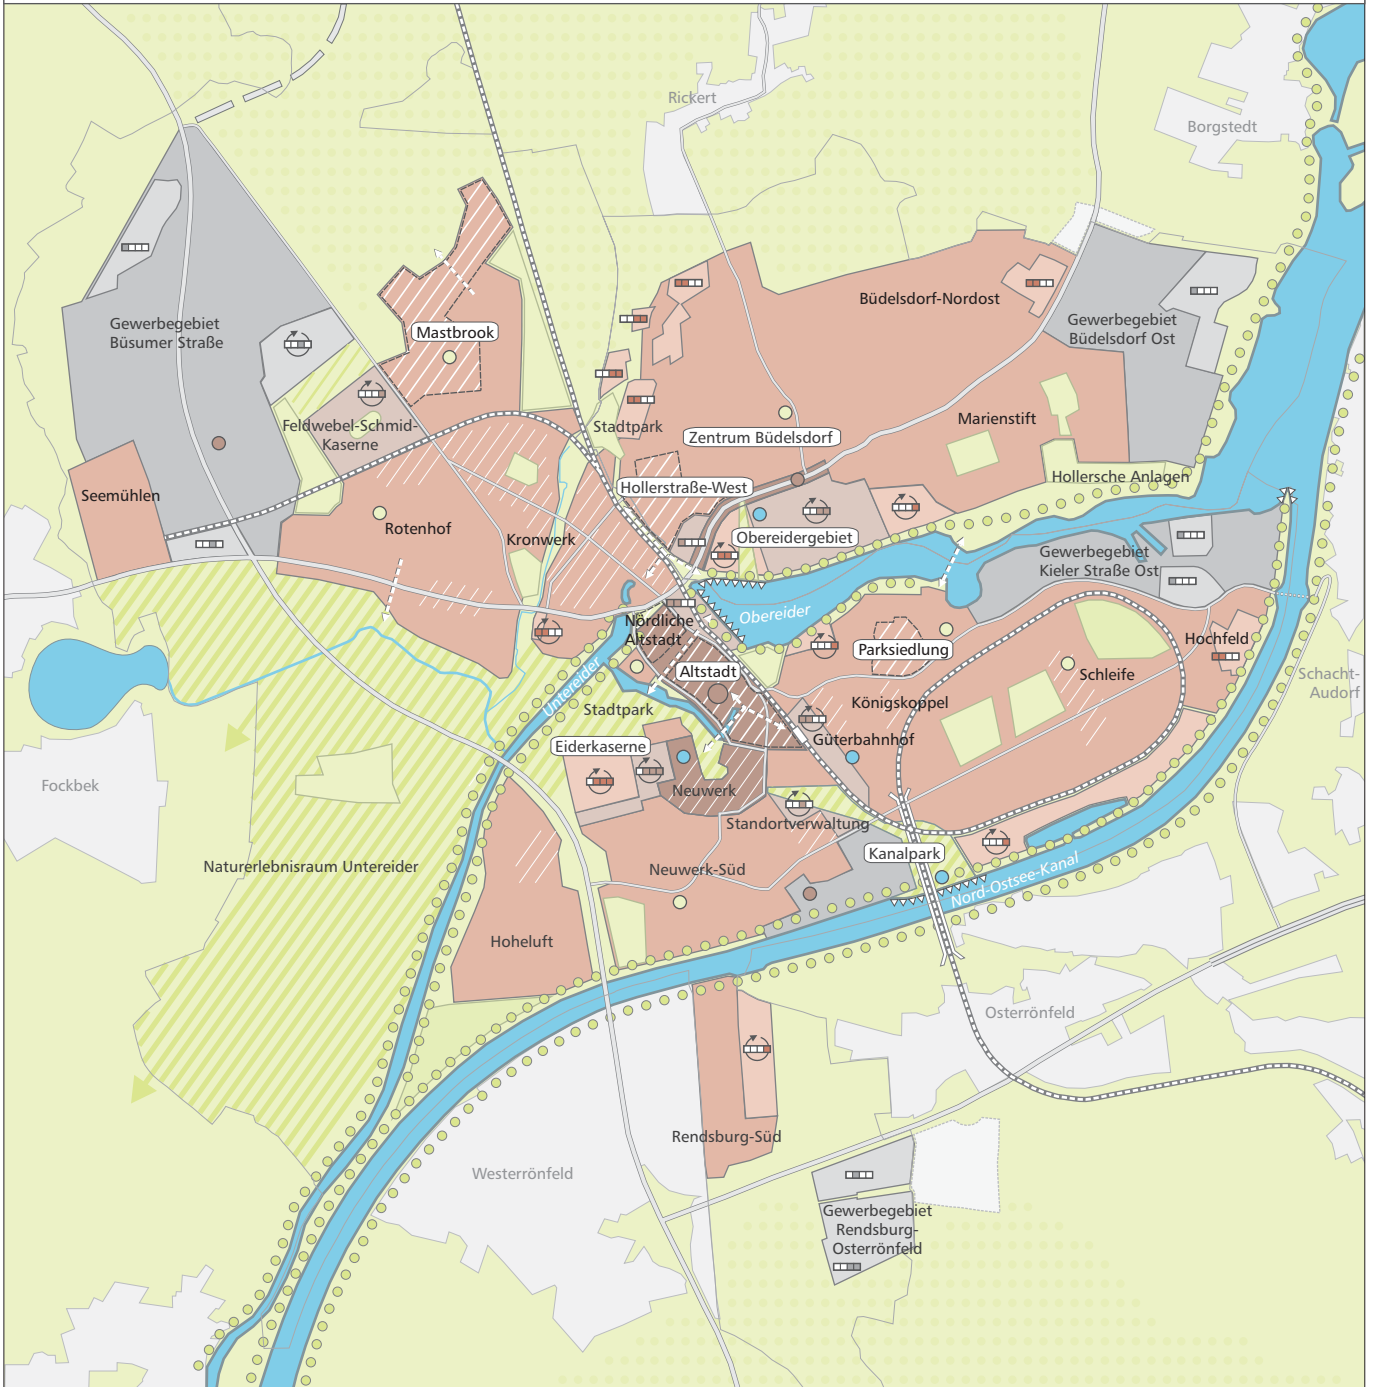 Rickert
Borgstedt
Büdelsdorf-Nordost
Gewerbegebiet
Büsumer Straße
Gewerbegebiet
Büdelsdorf Ost
Mastbrook
Feldwebel-Schmid-
Kaserne
Stadtpark
Zentrum Büdelsdorf
Marienstift
Hollersche Anlagen
Seemühlen
Hollerstraße-West
Rotenhof
Kronwerk
Obereidergebiet
Gewerbegebiet
Kieler Straße Ost
Obereider
Nördliche
Altstadt
Parksiedlung
Hochfeld
Altstadt
Untereider
Schleife
Schacht-
Audorf
Stadtpark
Königskoppel
Güterbahnhof
Eiderkaserne
Fockbek
Neuwerk
Standortverwaltung
Kanalpark
Naturerlebnisraum Untereider
Neuwerk-Süd
Nord-Ostsee-Kanal
Hoheluft
Osterrönfeld
Rendsburg-Süd
Westerrönfeld
Gewerbegebiet
Rendsburg-
Osterrönfeld